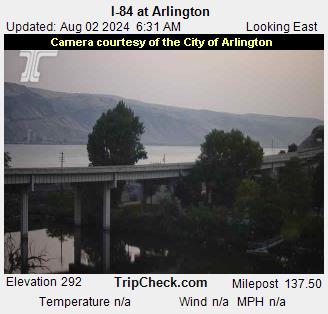 I-84 at Arlington
Updated: Aug 02 2024 6:31 AM Looking East
Camera courtesy of the City of Arlington
Elevation 292 TripCheck.com Milepost 137.50
Temperature n/a Wind n/a MPH n/a